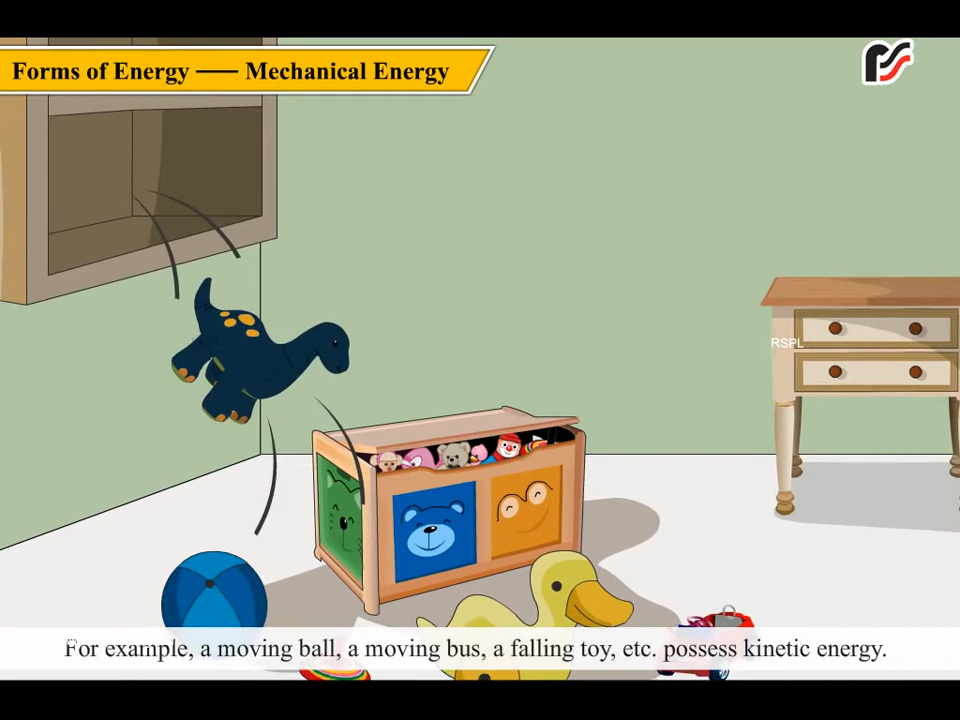 Forms of Energy —— Mechanical Energy
RSPL
For example, a moving ball, a moving bus, a falling toy, etc. possess kinetic energy.